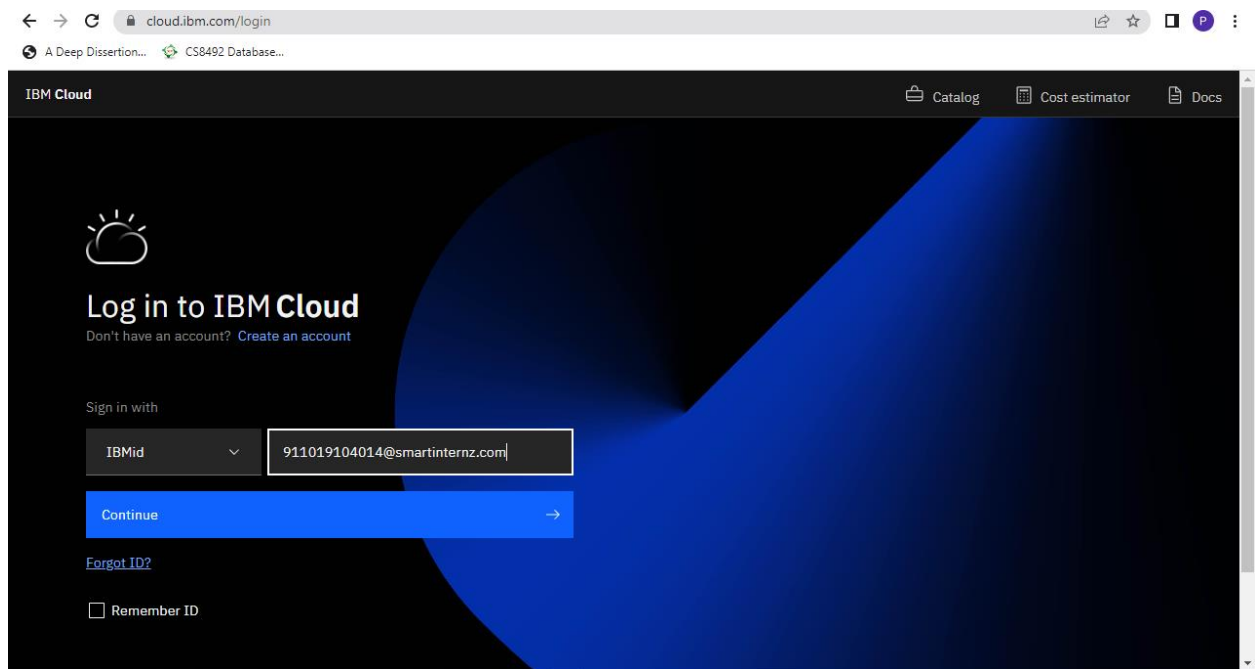 cloud.ibm.com/login
P
A Deep Dissertion... CS8492 Database...
IBM Cloud Catalog Cost estimator Docs
Log in to IBM Cloud
Don't have an account? Create an account
Sign in with
IBMid 911019104014@smartinternz.com
Continue
Forgot ID?
Remember ID